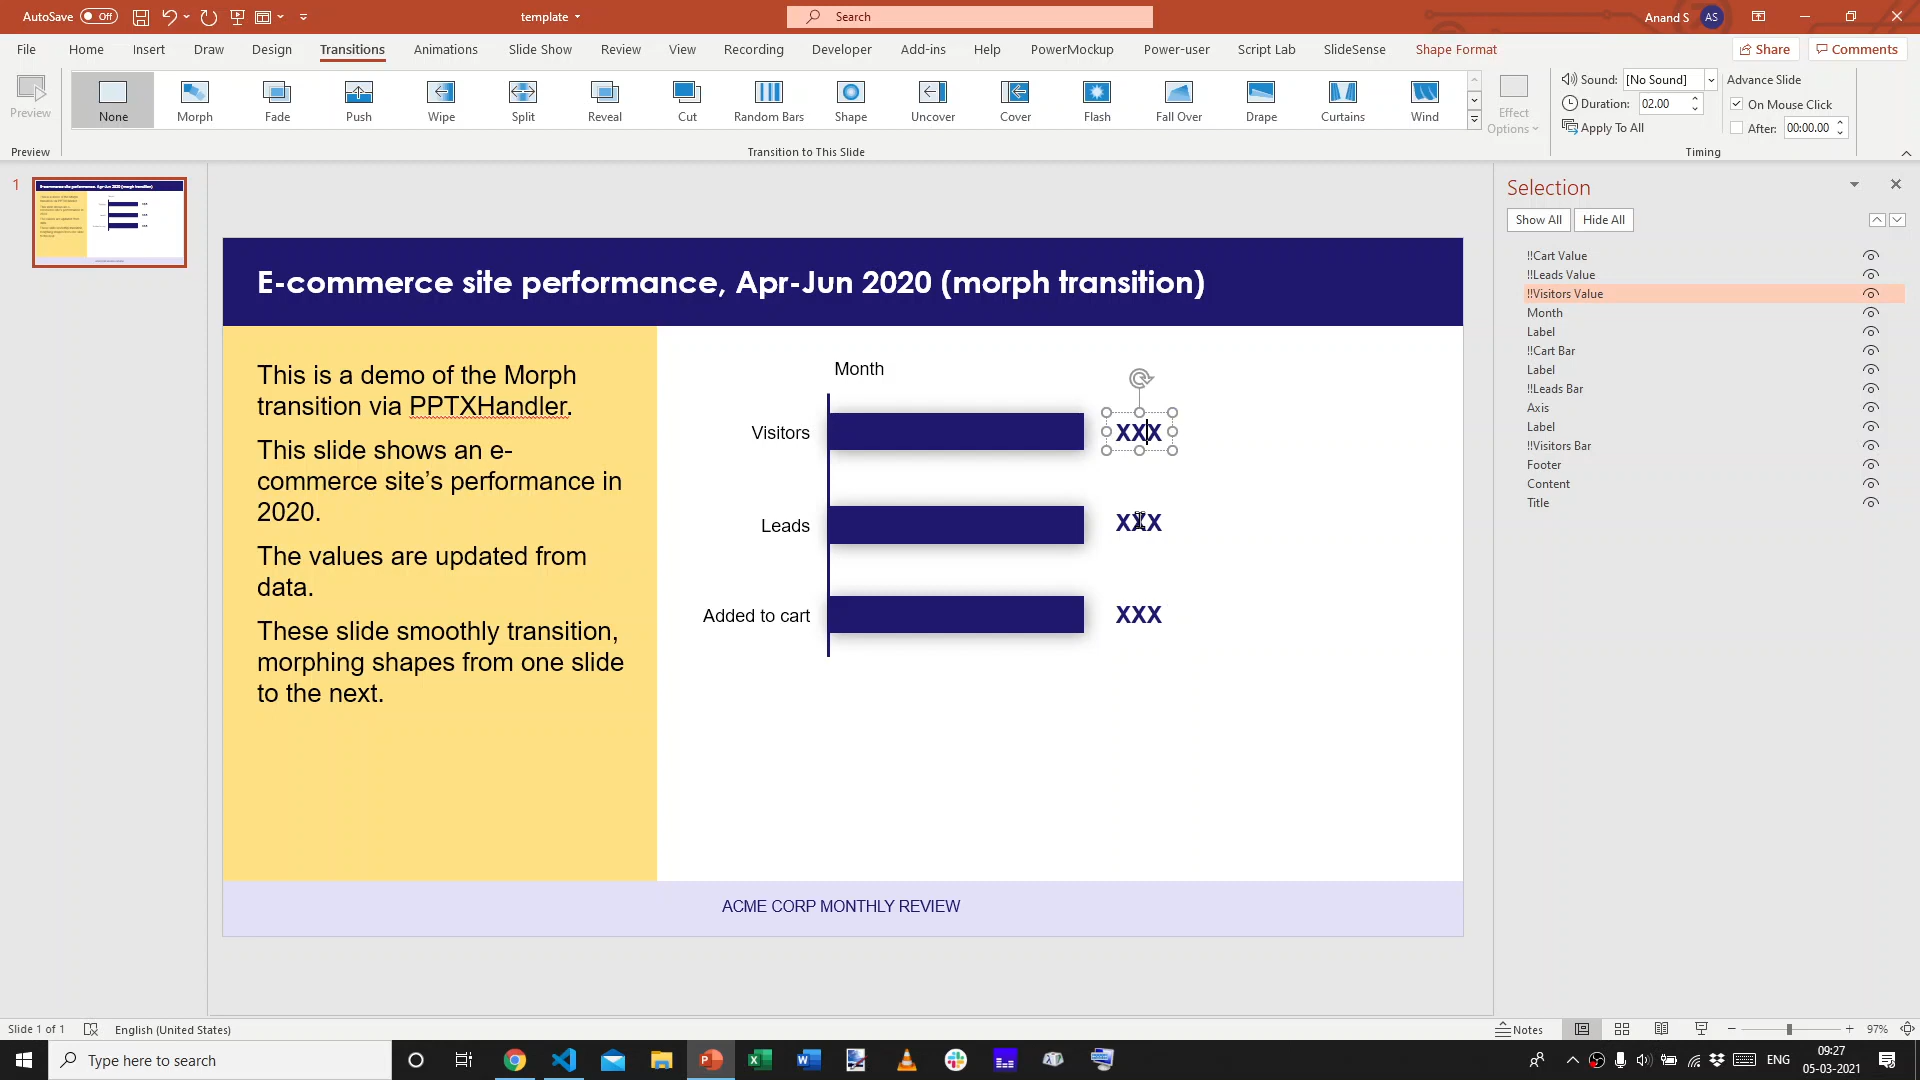 AutoSave Off
template
Search
Anand S AS
File Home Insert Draw Design Transitions Animations Slide Show Review View Recording Developer Add-ins Help PowerMockup Power-user Script Lab SlideSense Shape Format Share Comments
Preview
None Morph Fade Push Wipe Split Reveal Cut Random Bars Shape Uncover Cover Flash Fall Over Drape Curtains Wind
Effect Options
Sound: [No Sound]
Duration: 02.00
Apply To All
Advance Slide
On Mouse Click
After: 00:00.00
Preview Transition to This Slide Timing
1
E-commerce site performance, Apr-Jun 2020 (morph transition)
This is a demo of the Morph
transition via PPTXHandler.
This slide shows an e-
commerce site’s performance in
2020.
The values are updated from
data.
These slide smoothly transition,
morphing shapes from one slide
to the next.
Month
Visitors XXX
Leads XXX
Added to cart XXX
ACME CORP MONTHLY REVIEW
Selection
Show All Hide All
!!Cart Value
!!Leads Value
!!Visitors Value
Month
Label
!!Cart Bar
Label
!!Leads Bar
Axis
Label
!!Visitors Bar
Footer
Content
Title
Slide 1 of 1 English (United States) Notes 97%
Type here to search
ENG
09:27
05-03-2021